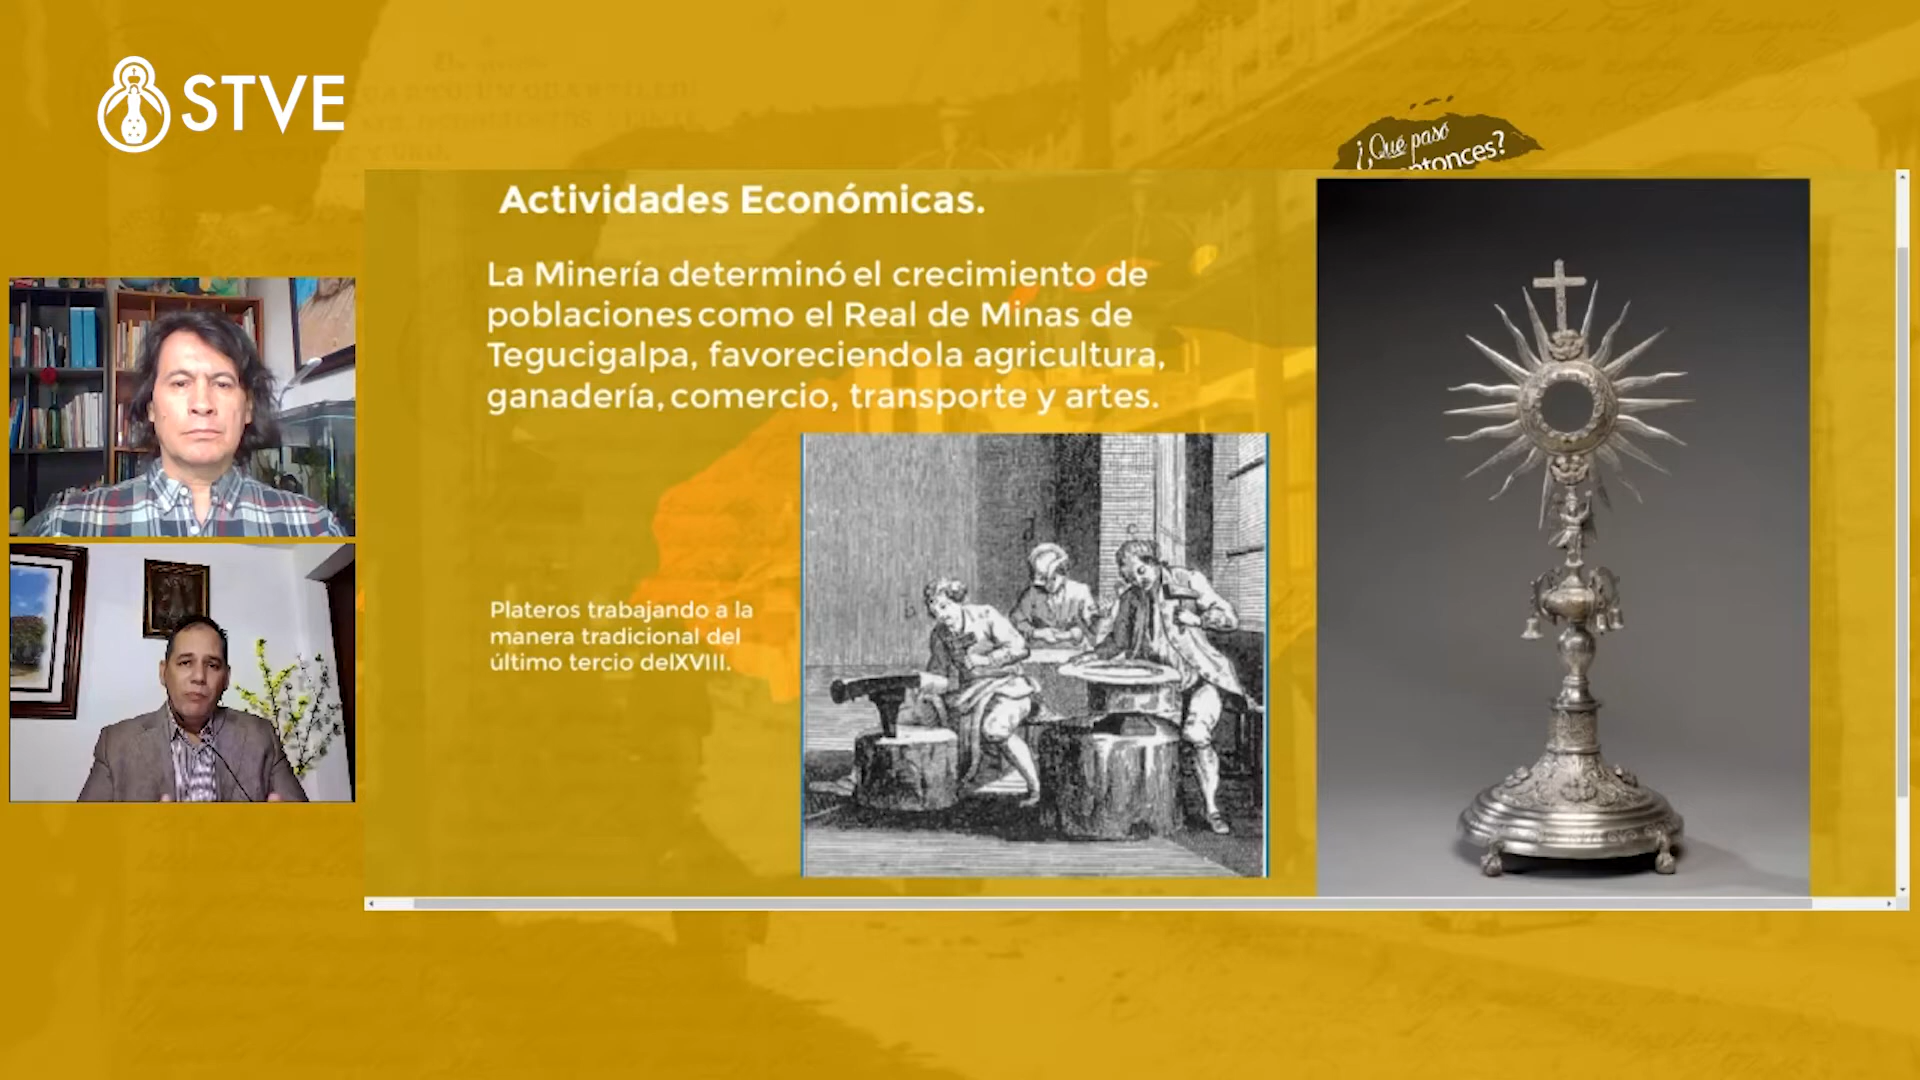 STVE
¿Qué pasó
entonces?
Actividades Económicas.
La Minería determinó el crecimiento de
poblaciones como el Real de Minas de
Tegucigalpa, favoreciendola agricultura,
ganadería, comercio, transporte y artes.
Plateros trabajando a la
manera tradicional del
último tercio delXVIII.
b
d
c